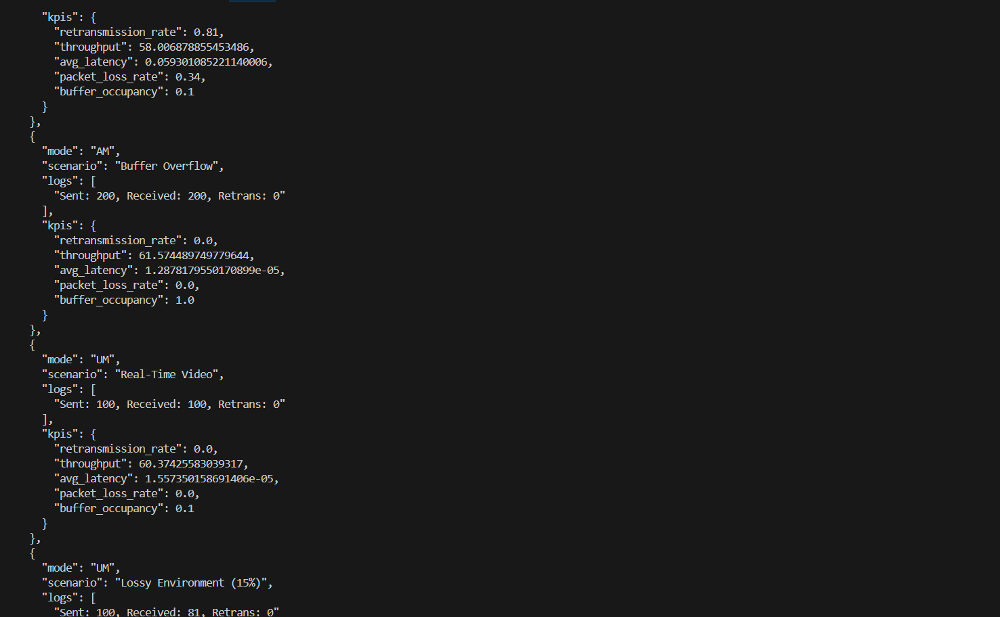 "kpis": {
"retransmission_rate": 0.81,
"throughput": 58.006878855453486,
"avg_latency": 0.059301085221140006,
"packet_loss_rate": 0.34,
"buffer_occupancy": 0.1
}
},
{
"mode": "AM",
"scenario": "Buffer Overflow",
"logs": [
"Sent: 200, Received: 200, Retrans: 0"
],
"kpis": {
"retransmission_rate": 0.0,
"throughput": 61.574489749779644,
"avg_latency": 1.2878179550170899e-05,
"packet_loss_rate": 0.0,
"buffer_occupancy": 1.0
}
},
{
"mode": "UM",
"scenario": "Real-Time Video",
"logs": [
"Sent: 100, Received: 100, Retrans: 0"
],
"kpis": {
"retransmission_rate": 0.0,
"throughput": 60.37425583039317,
"avg_latency": 1.557350158691406e-05,
"packet_loss_rate": 0.0,
"buffer_occupancy": 0.1
}
},
{
"mode": "UM",
"scenario": "Lossy Environment (15%)",
"logs": [
"Sent: 100, Received: 81, Retrans: 0"